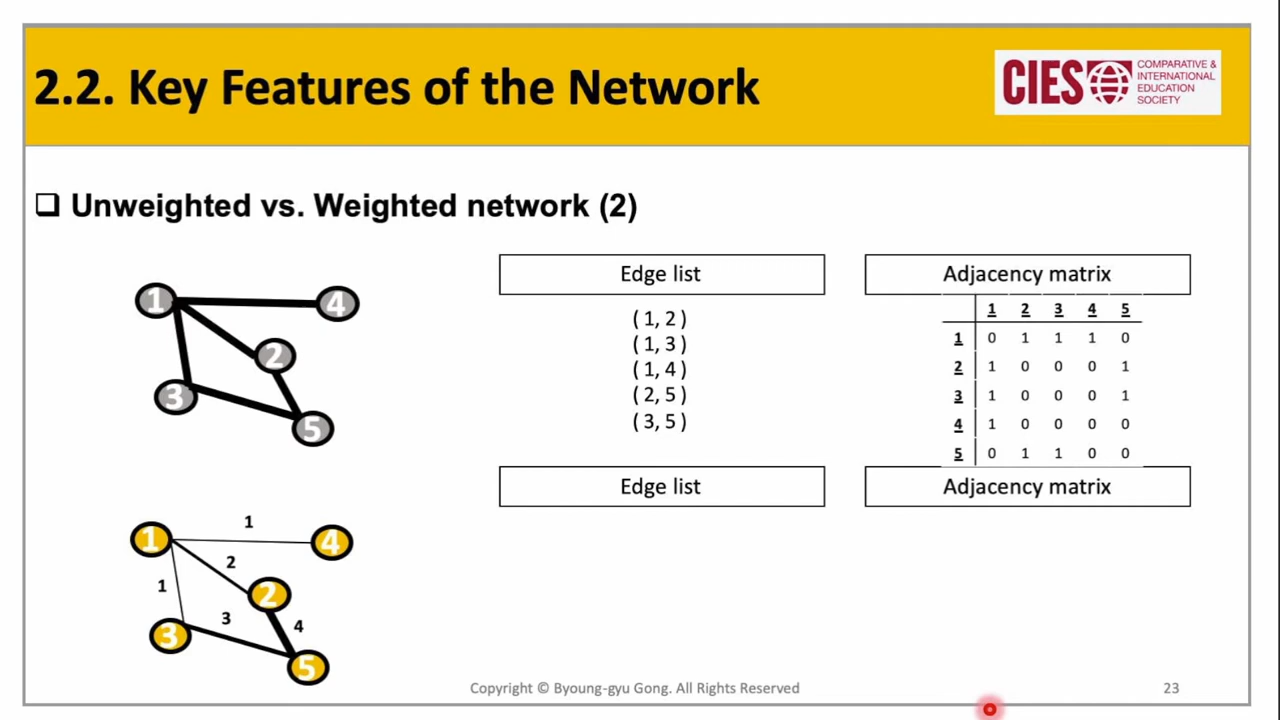 2.2. Key Features of the Network
CIES
COMPARATIVE &
INTERNATIONAL
EDUCATION
SOCIETY
❑ Unweighted vs. Weighted network (2)
1
4
2
3
5
Edge list
( 1, 2 )
( 1, 3 )
( 1, 4 )
( 2, 5 )
( 3, 5 )
Adjacency matrix
1 2 3 4 5
1 0 1 1 1 0
2 1 0 0 0 1
3 1 0 0 0 1
4 1 0 0 0 0
5 0 1 1 0 0
Edge list
Adjacency matrix
1
1
4
2
1
2
3
4
3
5
Copyright © Byoung-gyu Gong. All Rights Reserved
23